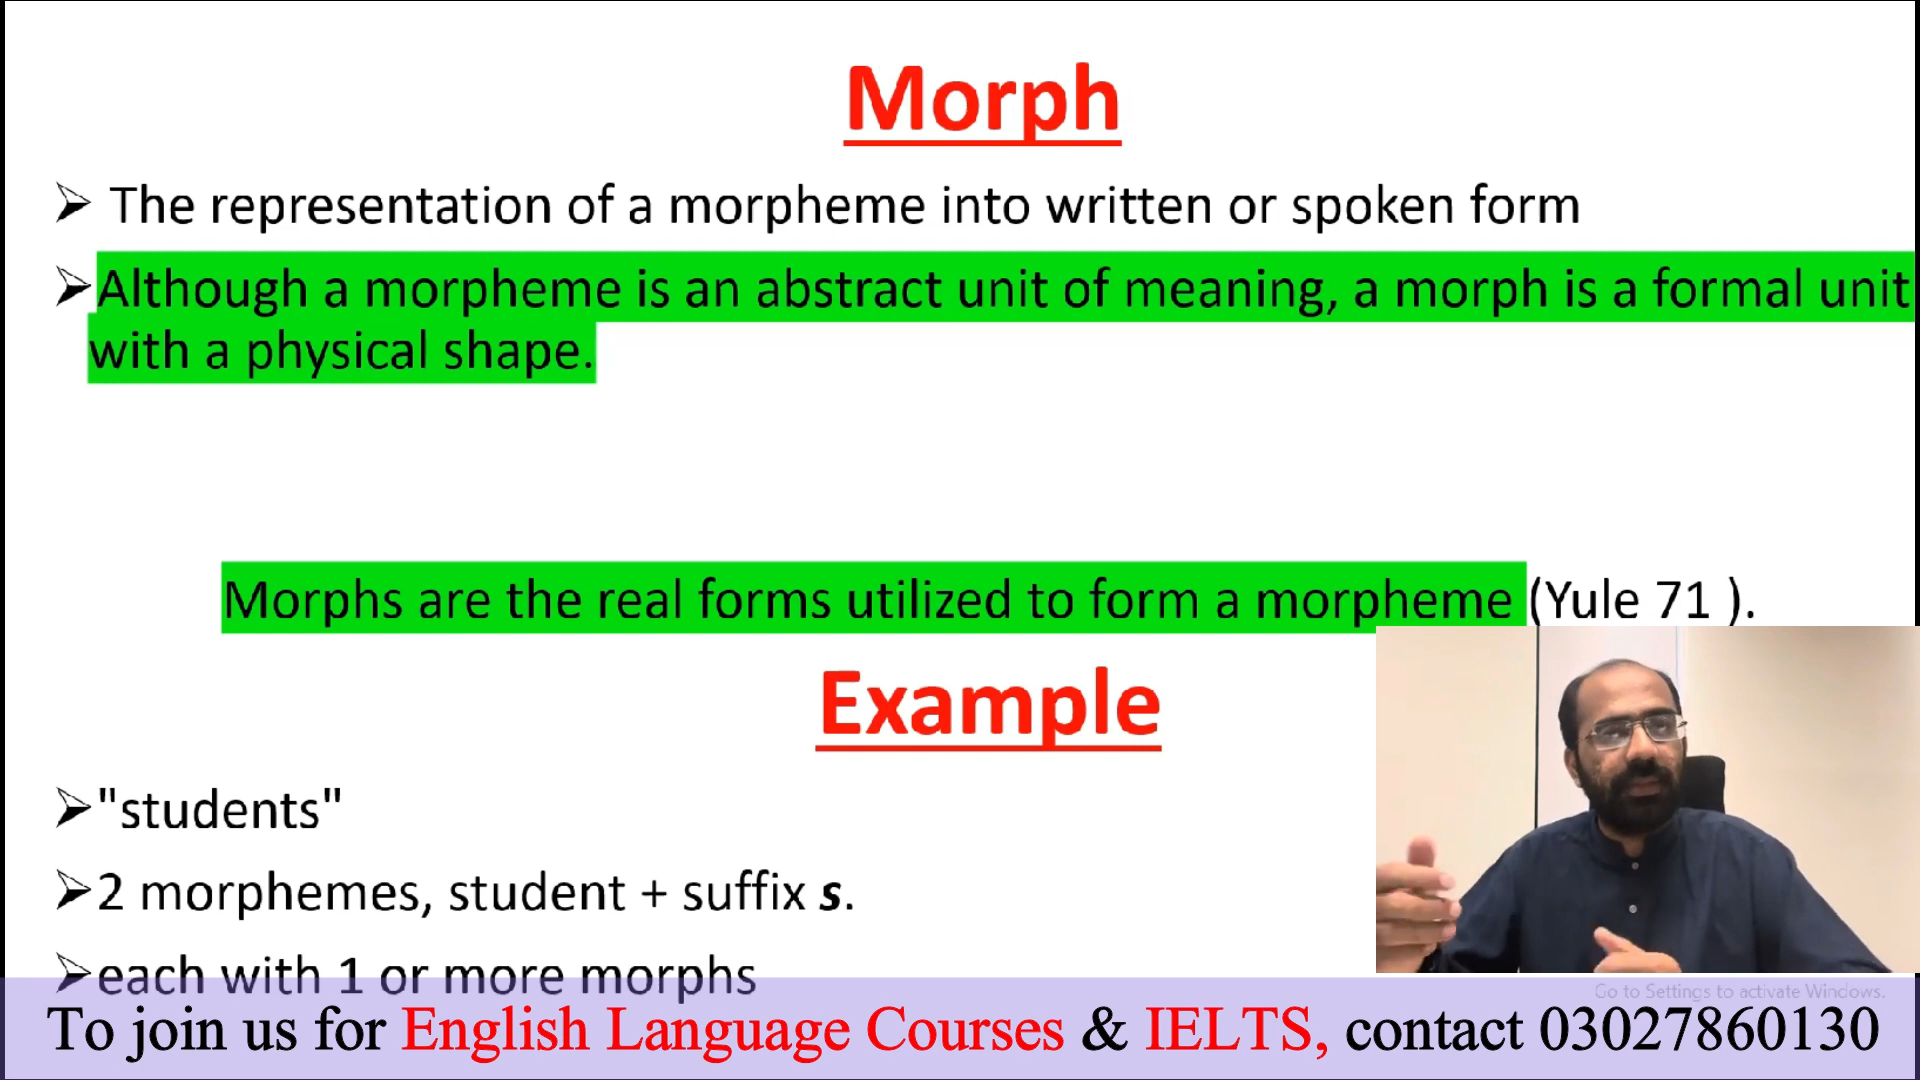 Morph
➢ The representation of a morpheme into written or spoken form
➢Although a morpheme is an abstract unit of meaning, a morph is a formal unit
with a physical shape.
Morphs are the real forms utilized to form a morpheme (Yule 71 ).
Example
➢"students"
➢2 morphemes, student + suffix s.
➢each with 1 or more morphs
Go to Settings to activate Windows.
To join us for English Language Courses & IELTS, contact 03027860130